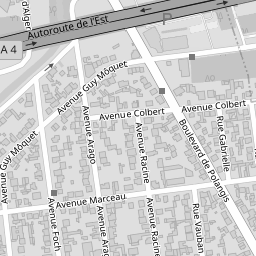 d'Alger
Autoroute de l'Est
A 4
Avenue Guy Môquet
Avenue Colbert
Avenue Colbert
Avenue Guy Môquet
Avenue Arago
Avenue Racine
Boulevard de Polangis
Rue Gabrielle
Avenue Marceau
Avenue Foch
Avenue Arago
Avenue Racine
Rue Vauban